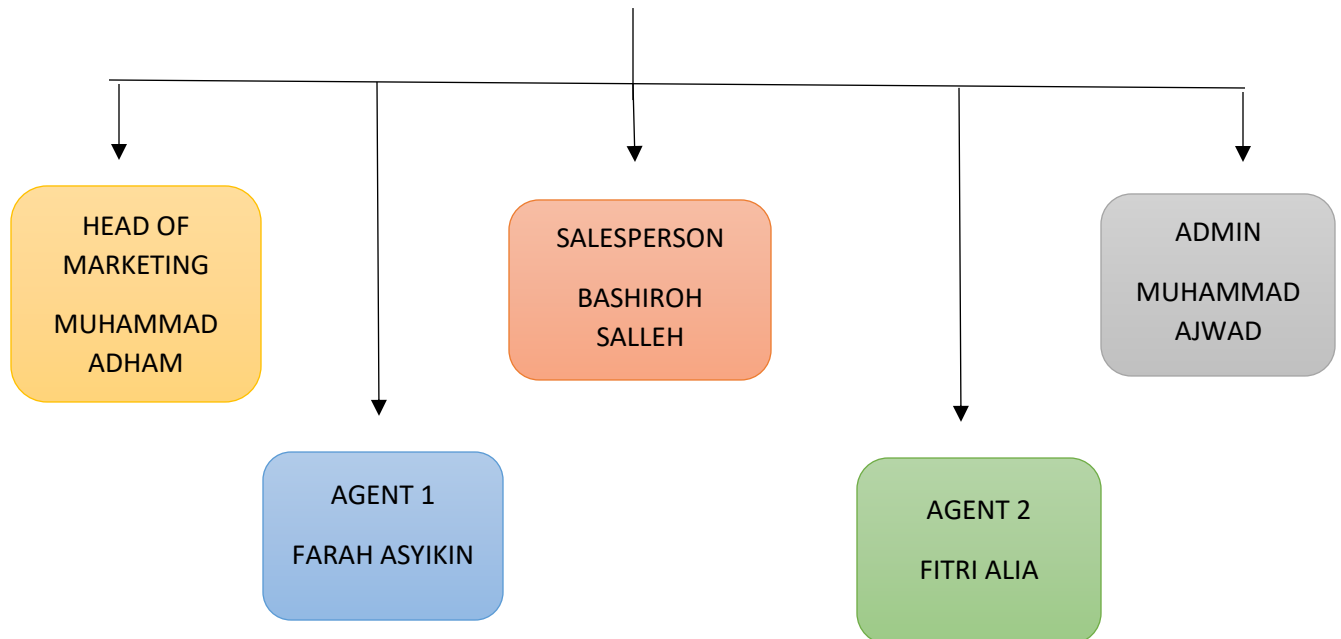 HEAD OF
MARKETING
MUHAMMAD
ADHAM
SALESPERSON
BASHIROH
SALLEH
ADMIN
MUHAMMAD
AJWAD
AGENT 1
FARAH ASYIKIN
AGENT 2
FITRI ALIA